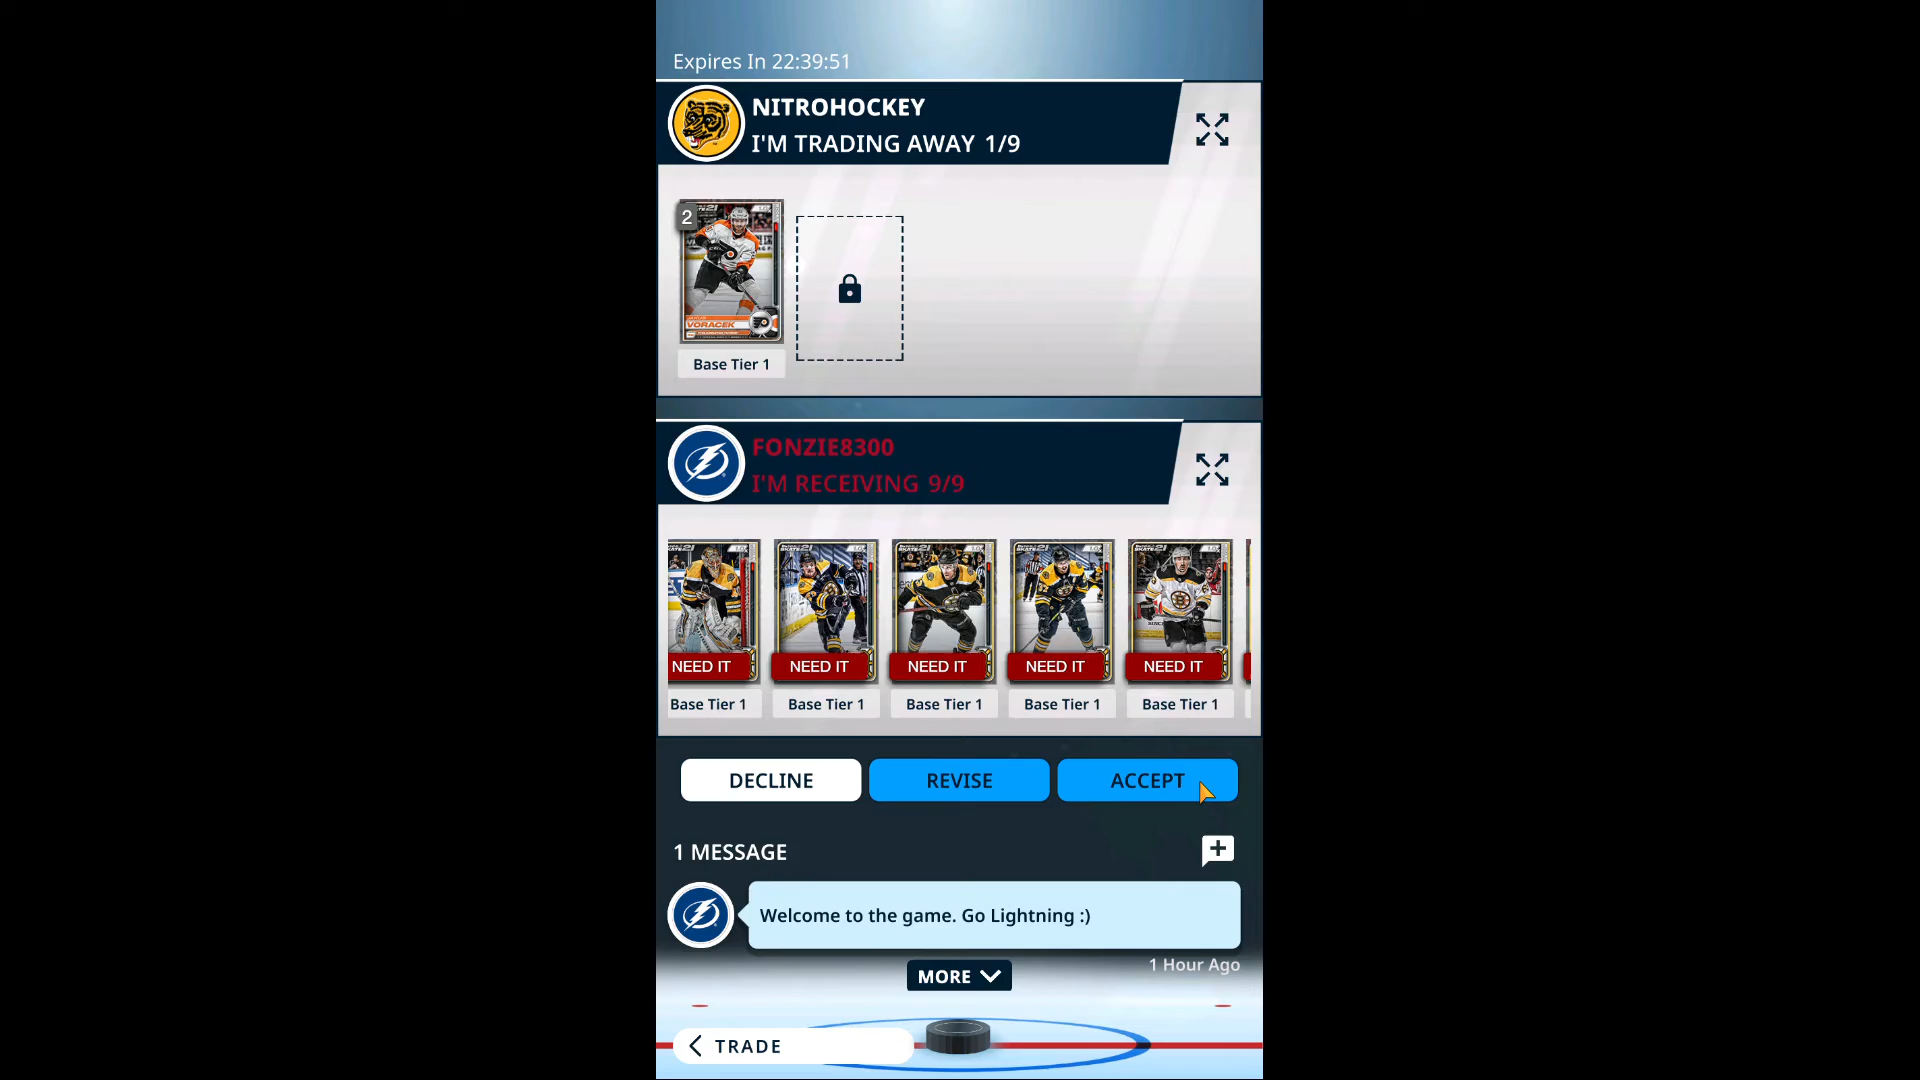 Expires In 22:39:51
NITROHOCKEY
I'M TRADING AWAY 1/9
2
VORACEK
Base Tier 1
FONZIE8300
I'M RECEIVING 9/9
NEED IT NEED IT NEED IT NEED IT NEED IT
Base Tier 1 Base Tier 1 Base Tier 1 Base Tier 1 Base Tier 1
DECLINE REVISE ACCEPT
1 MESSAGE
Welcome to the game. Go Lightning :)
1 Hour Ago
MORE
TRADE